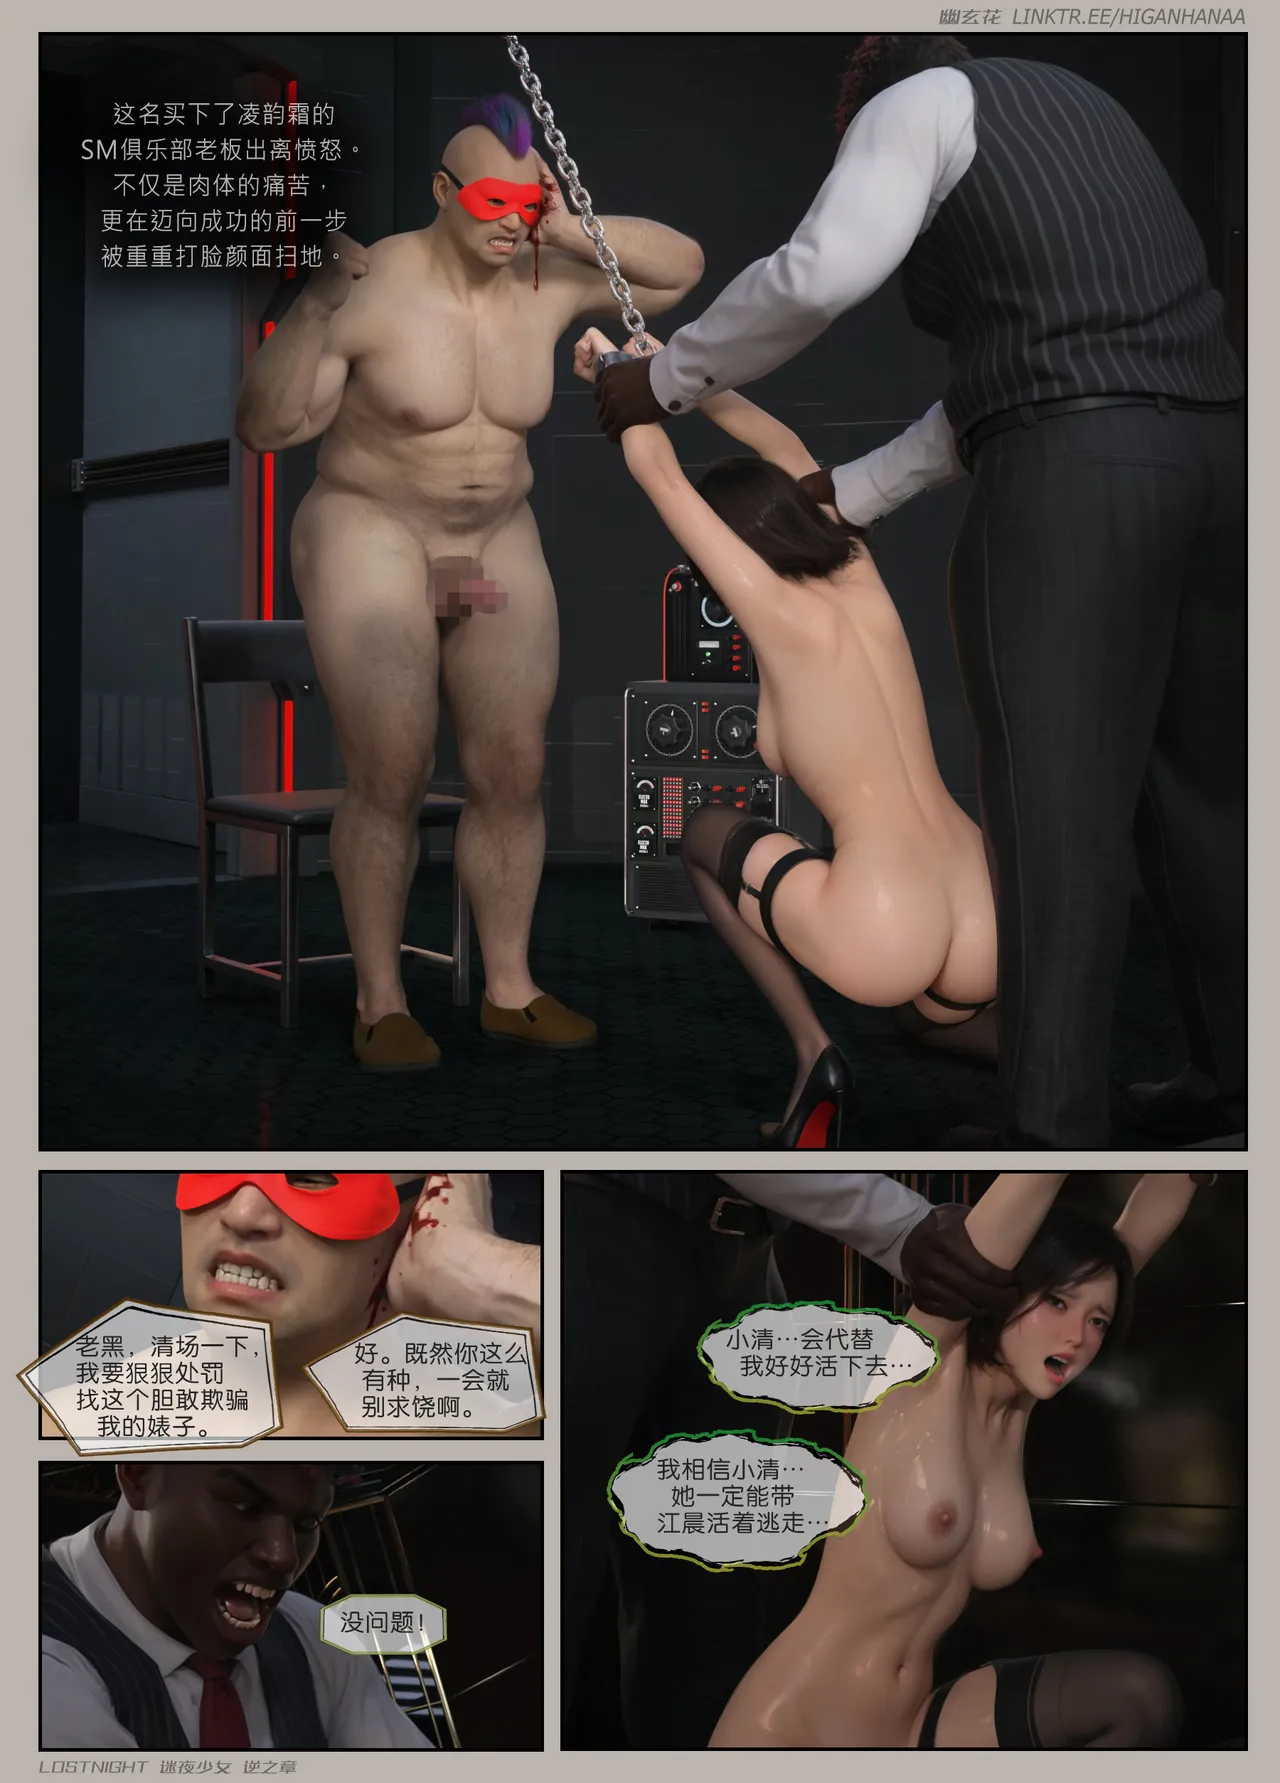 幽玄花 LINKTR.EE/HIGANHANAA
这名买下了凌韵霜的
SM俱乐部老板出离愤怒。
不仅是肉体的痛苦，
更在迈向成功的前一步
被重重打脸颜面扫地。
老黑，清场一下，
我要狠狠处罚
找这个胆敢欺骗
我的婊子。
好。既然你这么
有种，一会就
别求饶啊。
没问题！
小清…会代替
我好好活下去…
我相信小清…
她一定能带
江晨活着逃走…
LOSTNIGHT 迷夜少女 逆之章